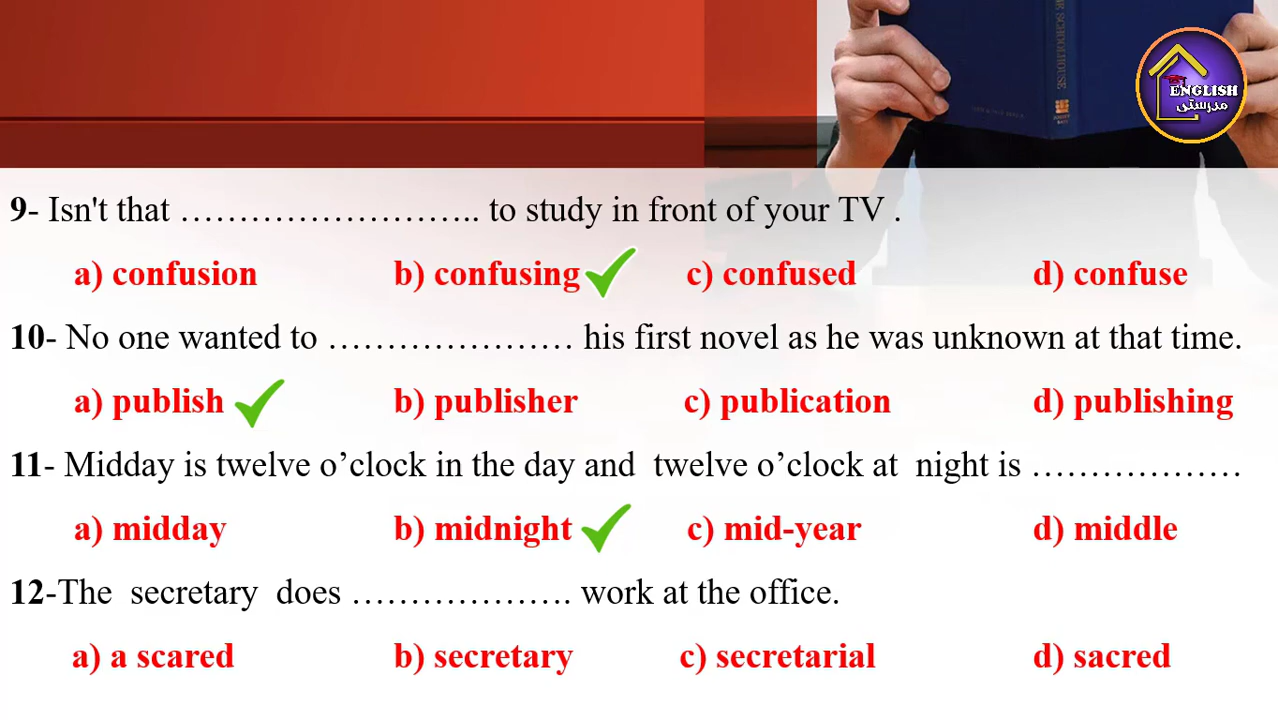 AR SCHOOLHOUSE
ENGLISH
مدرستى
9- Isn't that ……………………….. to study in front of your TV .
a) confusion b) confusing c) confused d) confuse
10- No one wanted to ………………… his first novel as he was unknown at that time.
a) publish b) publisher c) publication d) publishing
11- Midday is twelve o’clock in the day and twelve o’clock at night is ………………
a) midday b) midnight c) mid-year d) middle
12-The secretary does ………………. work at the office.
a) a scared b) secretary c) secretarial d) sacred